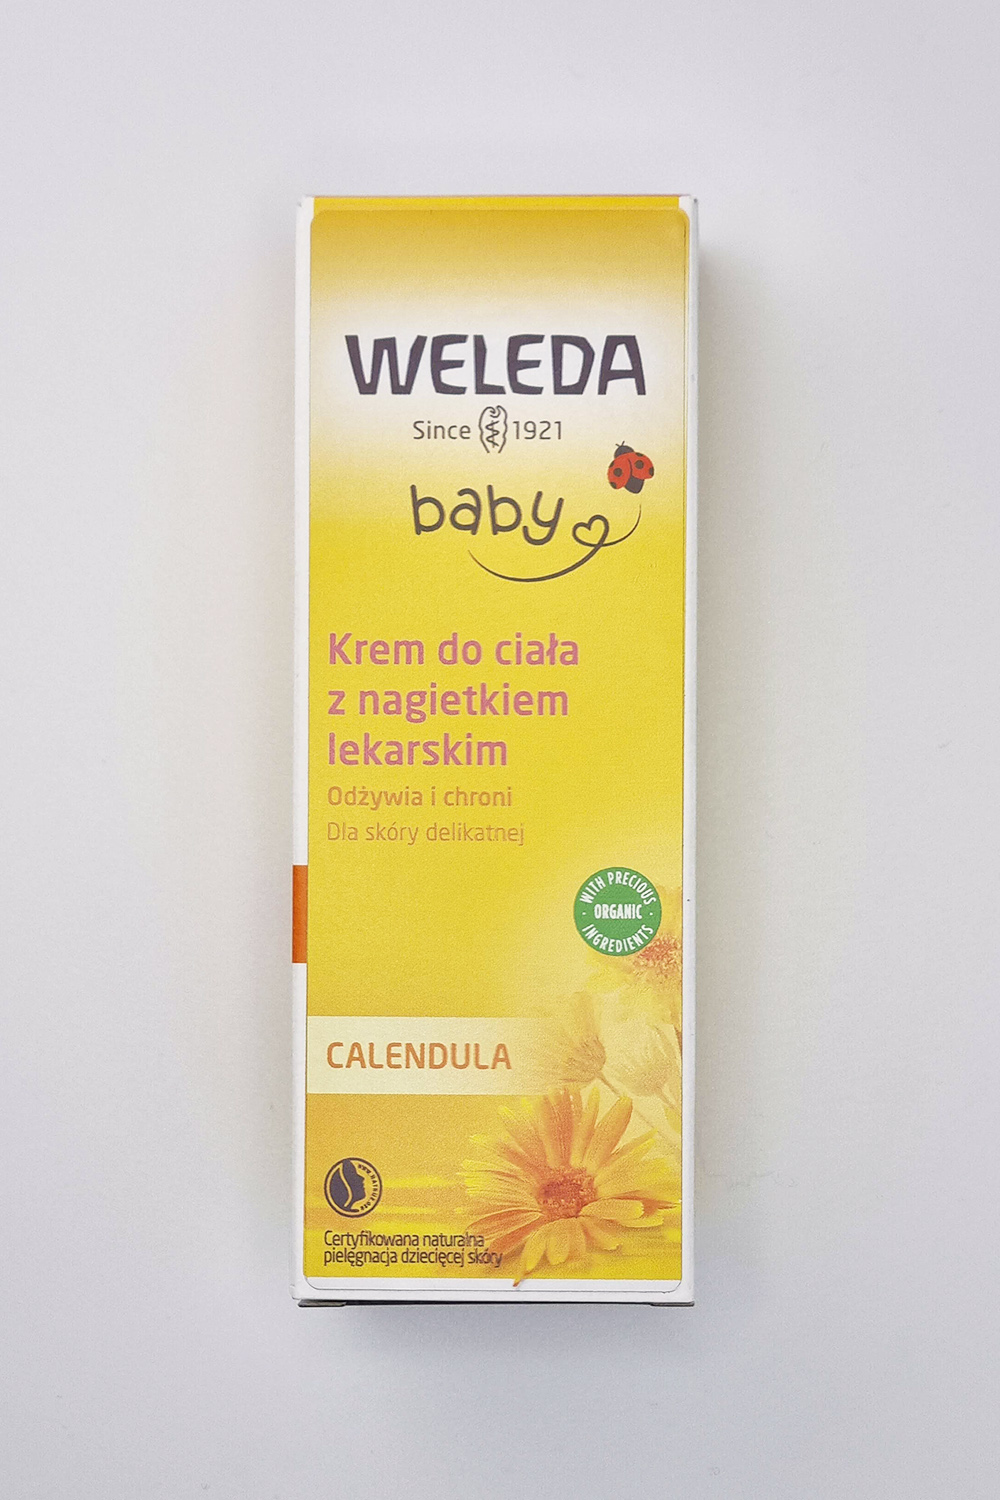 WELEDA
Since 1921
baby
Krem do ciała
z nagietkiem
lekarskim
Odżywia i chroni
Dla skóry delikatnej
WITH PRECIOUS
ORGANIC
INGREDIENTS
CALENDULA
Certyfikowana naturalna
pielęgnacja dziecięcej skóry